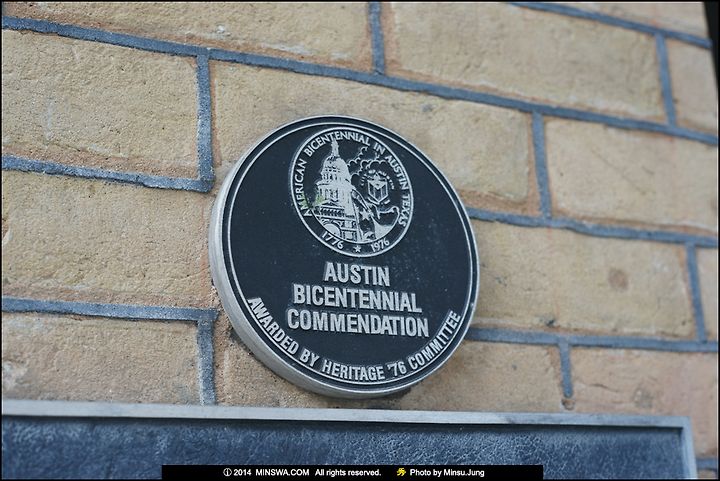 AMERICAN BICENTENNIAL IN AUSTIN, TEXAS
1776 ★ 1976
AUSTIN
BICENTENNIAL
COMMENDATION
AWARDED BY HERITAGE '76 COMMITTEE
ⓘ 2014 MINSWA.COM All rights reserved. Photo by Minsu.Jung